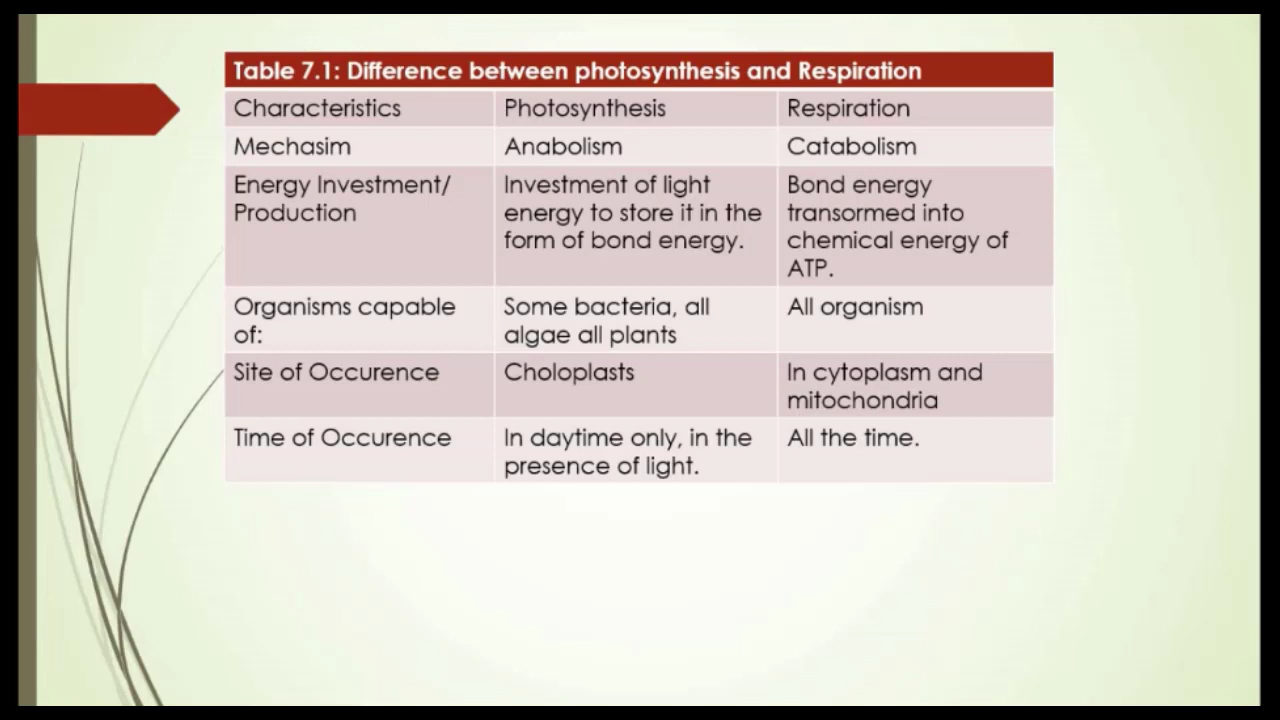 Table 7.1: Difference between photosynthesis and Respiration
Characteristics
Photosynthesis
Respiration
Mechasim
Anabolism
Catabolism
Energy Investment/
Production
Investment of light
energy to store it in the
form of bond energy.
Bond energy
transormed into
chemical energy of
ATP.
Organisms capable
of:
Some bacteria, all
algae all plants
All organism
Site of Occurence
Choloplasts
In cytoplasm and
mitochondria
Time of Occurence
In daytime only, in the
presence of light.
All the time.